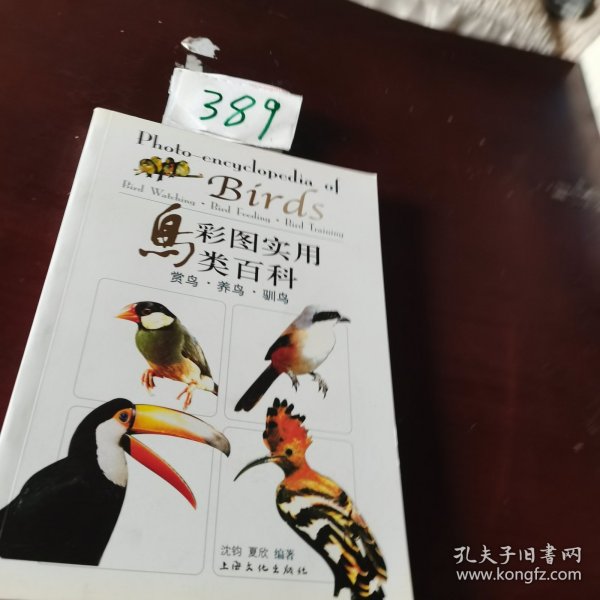 389
Photo-encyclopedia of
Birds
Bird Watching · Bird Feeding · Bird Training
鸟彩图实用
类百科
赏鸟·养鸟·驯鸟
沈钧 夏欣 编著
上海文化出版社
孔夫子旧书网
www.kongfz.com